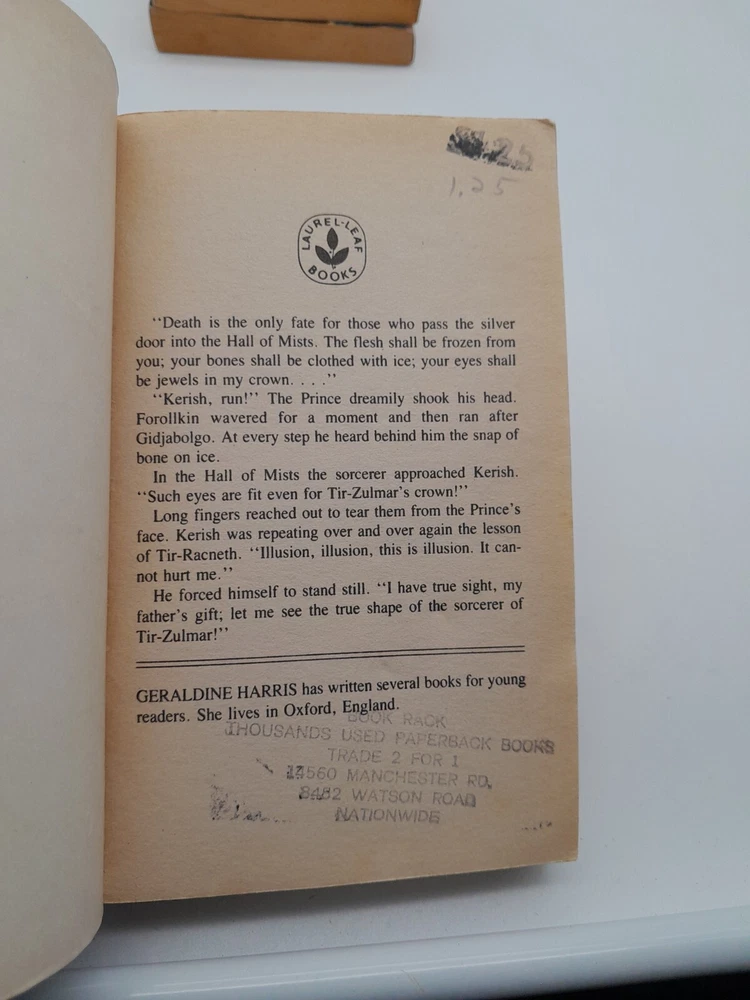 1.25
LAUREL-LEAF
BOOKS
“Death is the only fate for those who pass the silver
door into the Hall of Mists. The flesh shall be frozen from
you; your bones shall be clothed with ice; your eyes shall
be jewels in my crown. . . .”
“Kerish, run!” The Prince dreamily shook his head.
Forollkin wavered for a moment and then ran after
Gidjabolgo. At every step he heard behind him the snap of
bone on ice.
In the Hall of Mists the sorcerer approached Kerish.
“Such eyes are fit even for Tir-Zulmar’s crown!”
Long fingers reached out to tear them from the Prince’s
face. Kerish was repeating over and over again the lesson
of Tir-Racneth. “Illusion, illusion, this is illusion. It can-
not hurt me.”
He forced himself to stand still. “I have true sight, my
father’s gift; let me see the true shape of the sorcerer of
Tir-Zulmar!”
GERALDINE HARRIS has written several books for young
readers. She lives in Oxford, England.
BOOK RACK
THOUSANDS USED PAPERBACK BOOKS
TRADE 2 FOR 1
14560 MANCHESTER RD.
8482 WATSON ROAD
NATIONWIDE